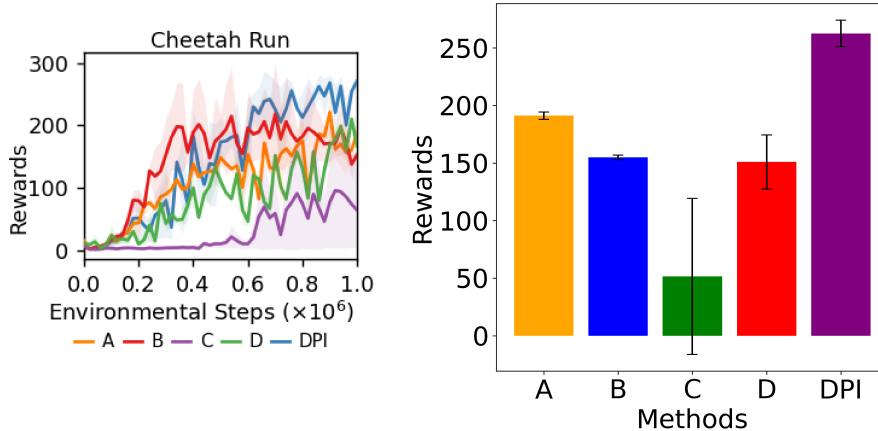 Cheetah Run
Rewards
300
200
100
0
0.0 0.2 0.4 0.6 0.8 1.0
Environmental Steps (×10⁶)
A B C D DPI
Rewards
250
200
150
100
50
0
A B C D DPI
Methods